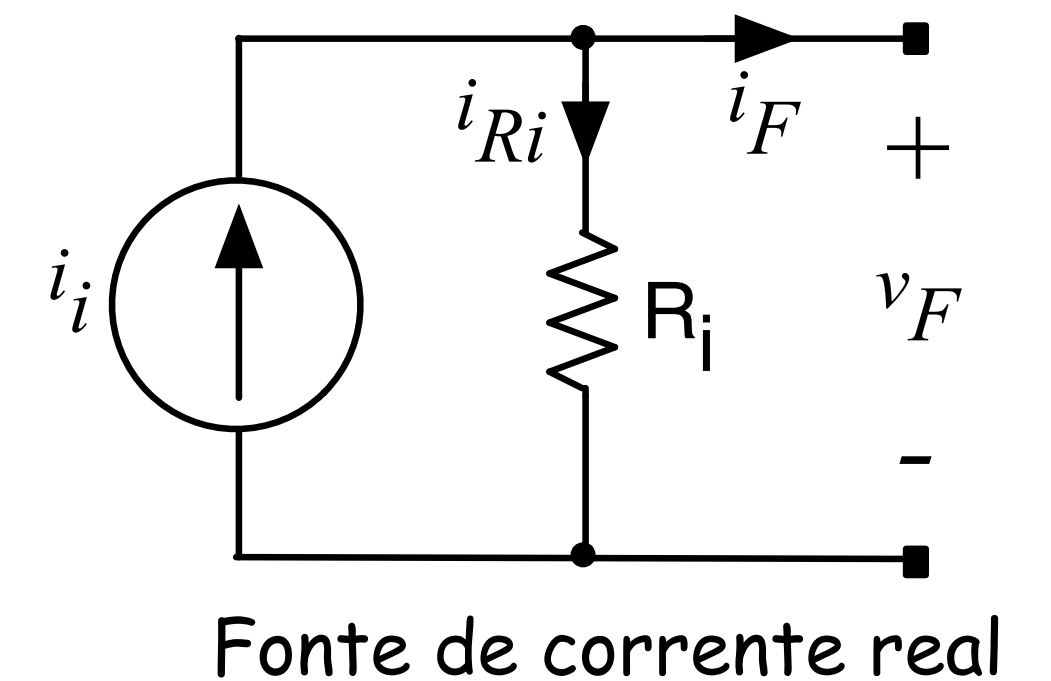 i_F
i_Ri
+
i_i
R_i
v_F
-
Fonte de corrente real